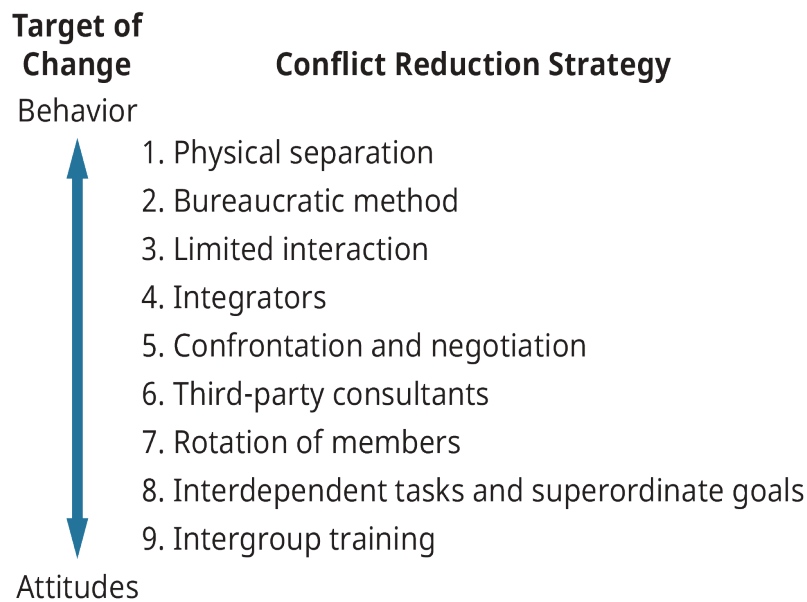 Target of
Change
Conflict Reduction Strategy
Behavior
1. Physical separation
2. Bureaucratic method
3. Limited interaction
4. Integrators
5. Confrontation and negotiation
6. Third-party consultants
7. Rotation of members
8. Interdependent tasks and superordinate goals
9. Intergroup training
Attitudes